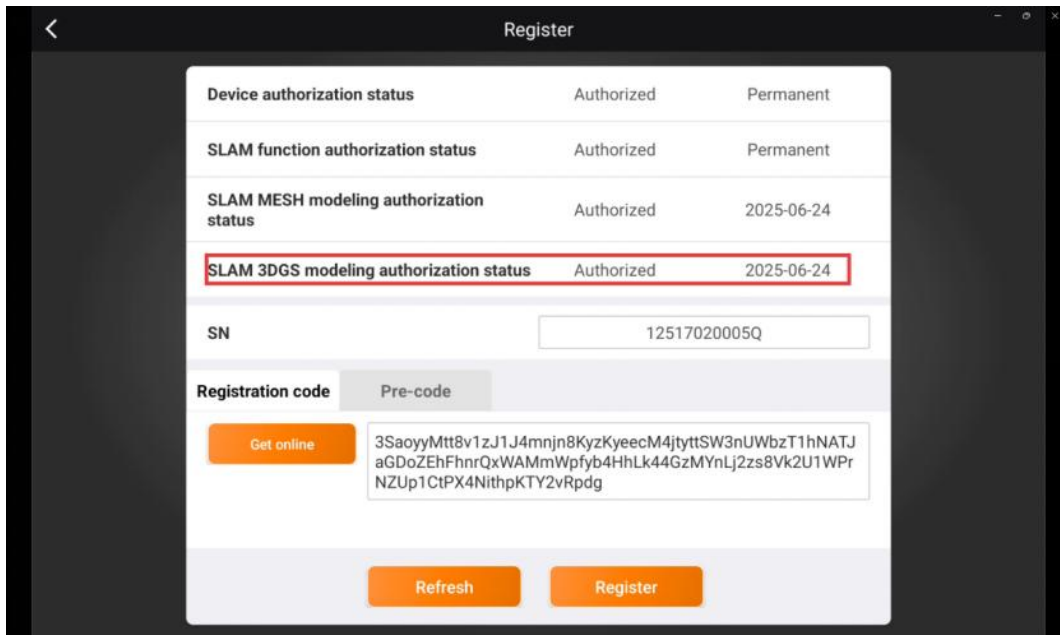 Register
Device authorization status Authorized Permanent
SLAM function authorization status Authorized Permanent
SLAM MESH modeling authorization
status Authorized 2025-06-24
SLAM 3DGS modeling authorization status Authorized 2025-06-24
SN 12517020005Q
Registration code Pre-code
Get online
3SaoyyMtt8v1zJ1J4mnjn8KyzKyeecM4jtyttSW3nUWbzT1hNATJ
aGDoZEhFhnrQxWAMmWpfyb4HhLk44GzMYnLj2zs8Vk2U1WPr
NZUp1CtPX4NithpKTY2vRpdg
Refresh Register